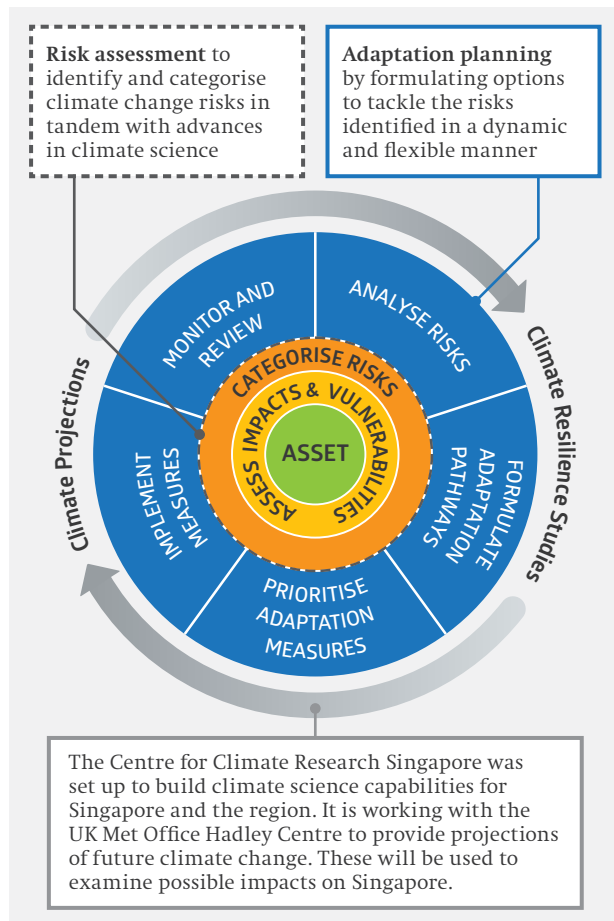 Risk assessment to
identify and categorise
climate change risks in
tandem with advances
in climate science
Adaptation planning
by formulating options
to tackle the risks
identified in a dynamic
and flexible manner
MONITOR AND
REVIEW
ANALYSE RISKS
CATEGORISE RISKS
ASSESS IMPACTS & VULNERABILITIES
ASSET
Climate Projections
Climate Resilience Studies
IMPLEMENT
MEASURES
FORMULATE
ADAPTATION
PATHWAYS
PRIORITISE
ADAPTATION
MEASURES
The Centre for Climate Research Singapore was
set up to build climate science capabilities for
Singapore and the region. It is working with the
UK Met Office Hadley Centre to provide projections
of future climate change. These will be used to
examine possible impacts on Singapore.